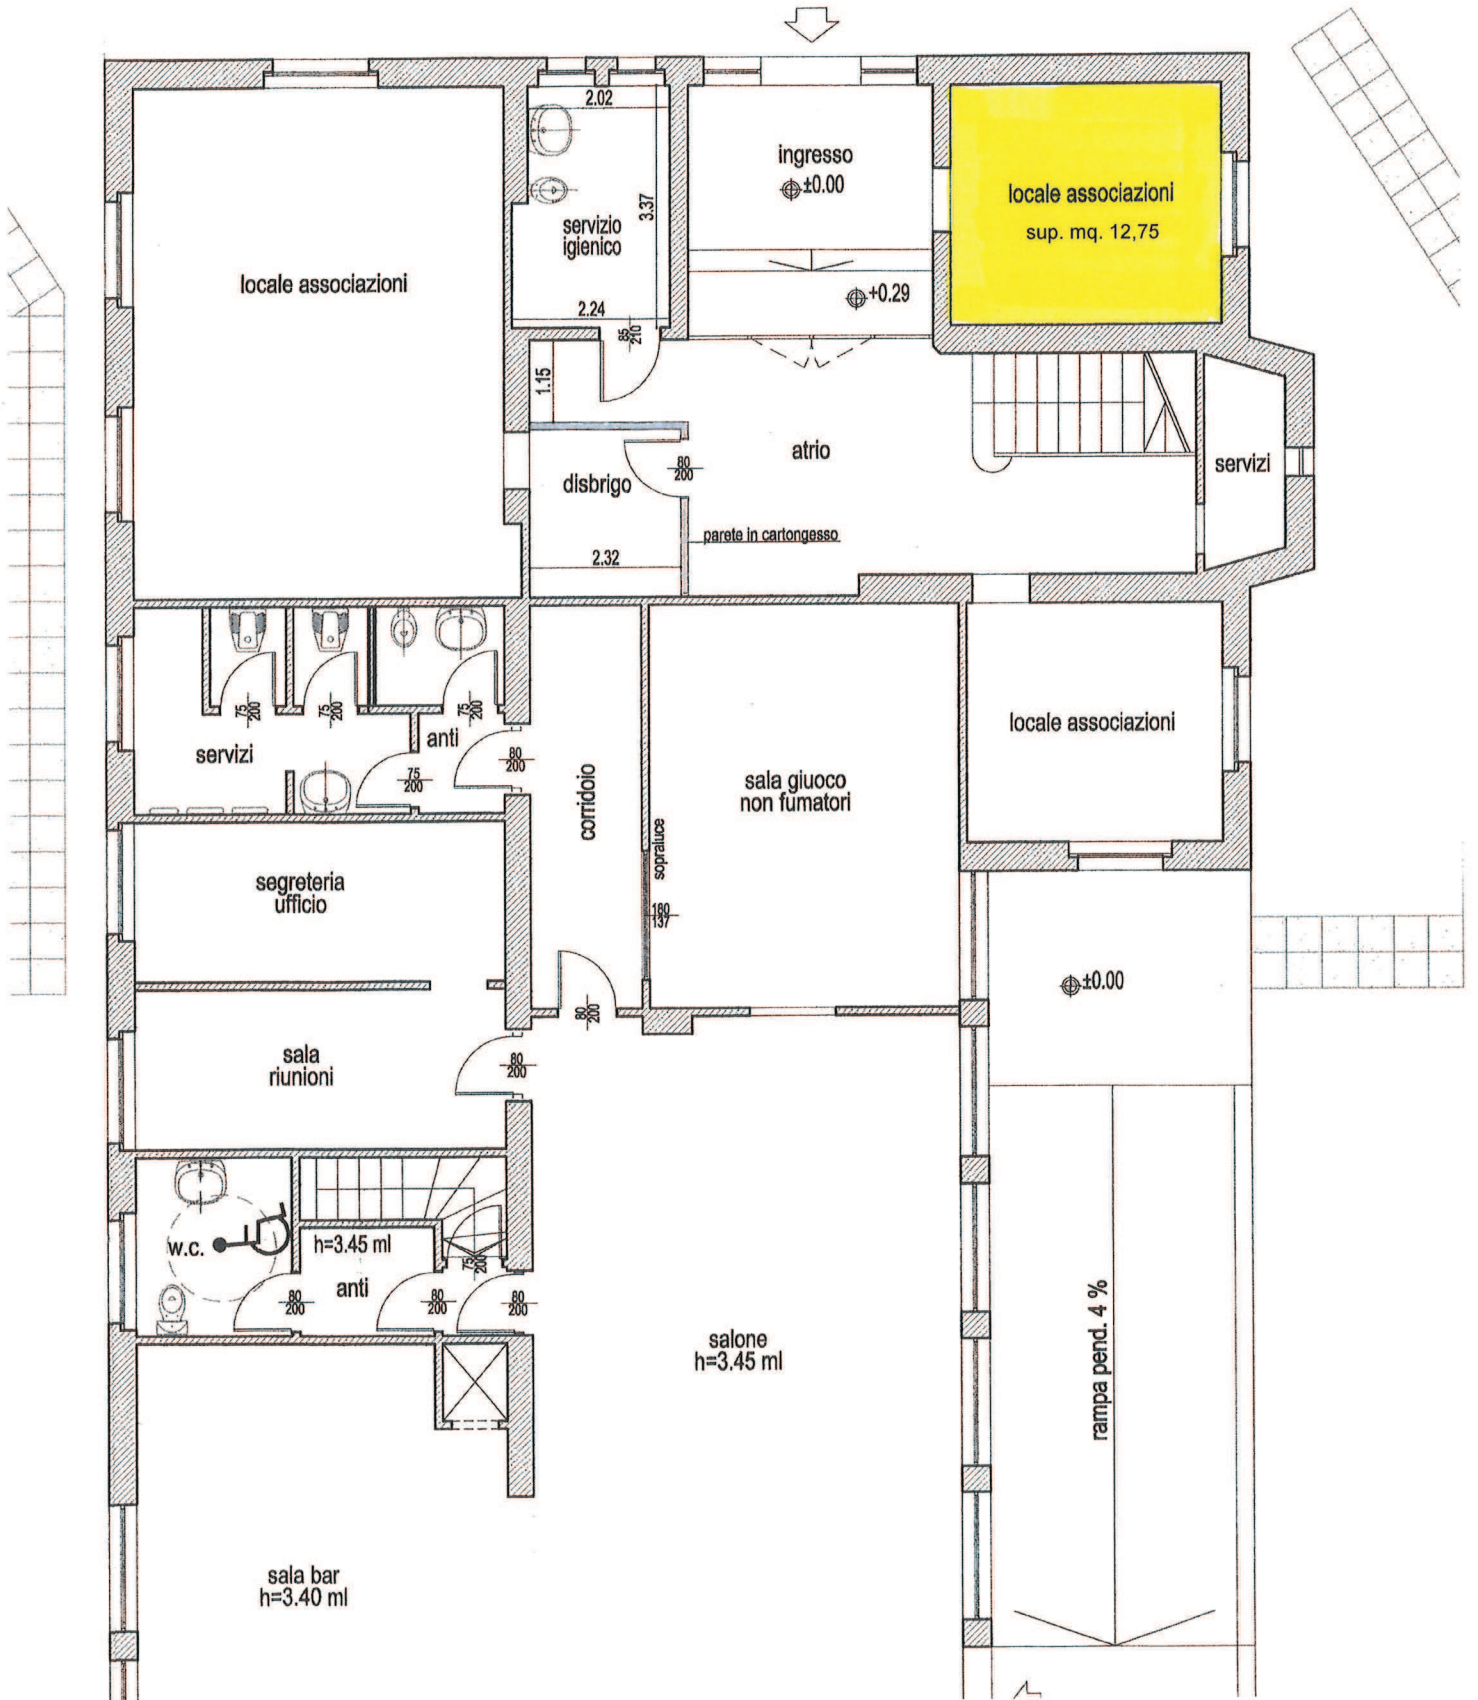 2.02
ingresso
±0.00
locale associazioni
sup. mq. 12,75
3.37
servizio
igienico
locale associazioni
+0.29
2.24
85
210
1.15
atrio
80
200
disbrigo
servizi
parete in cartongesso
2.32
75
200
75
200
75
200
anti
servizi
75
200
80
200
corridoio
sala giuoco
non fumatori
locale associazioni
sopraluce
180
137
segreteria
ufficio
±0.00
80
200
sala
riunioni
80
200
w.c.
h=3.45 ml
anti
75
200
80
200
80
200
80
200
salone
h=3.45 ml
rampa pend. 4 %
sala bar
h=3.40 ml